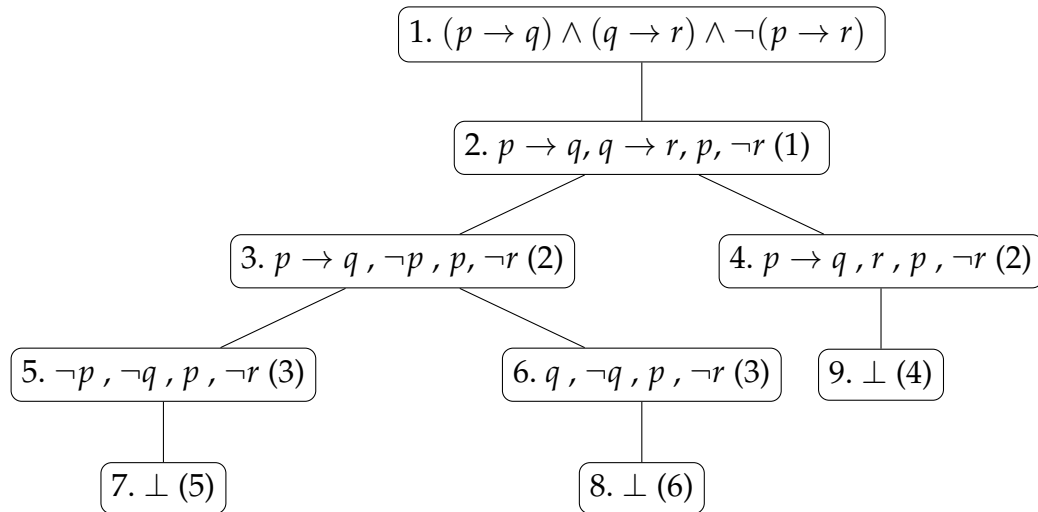 1. (p → q) ∧ (q → r) ∧ ¬(p → r)
2. p → q, q → r, p, ¬r (1)
3. p → q , ¬p , p, ¬r (2)
4. p → q , r , p , ¬r (2)
5. ¬p , ¬q , p , ¬r (3)
6. q , ¬q , p , ¬r (3)
9. ⊥ (4)
7. ⊥ (5)
8. ⊥ (6)